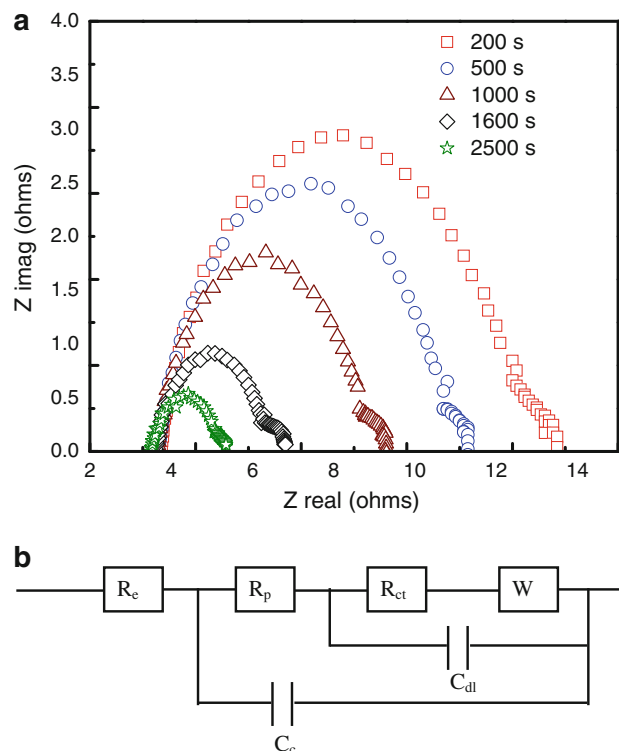 a
4.0
3.5
3.0
2.5
2.0
1.5
1.0
0.5
0.0
Z imag (ohms)
200 s
500 s
1000 s
1600 s
2500 s
2 4 6 8 10 12 14
Z real (ohms)
b
Re Rp Rct W
Cdl
Cc